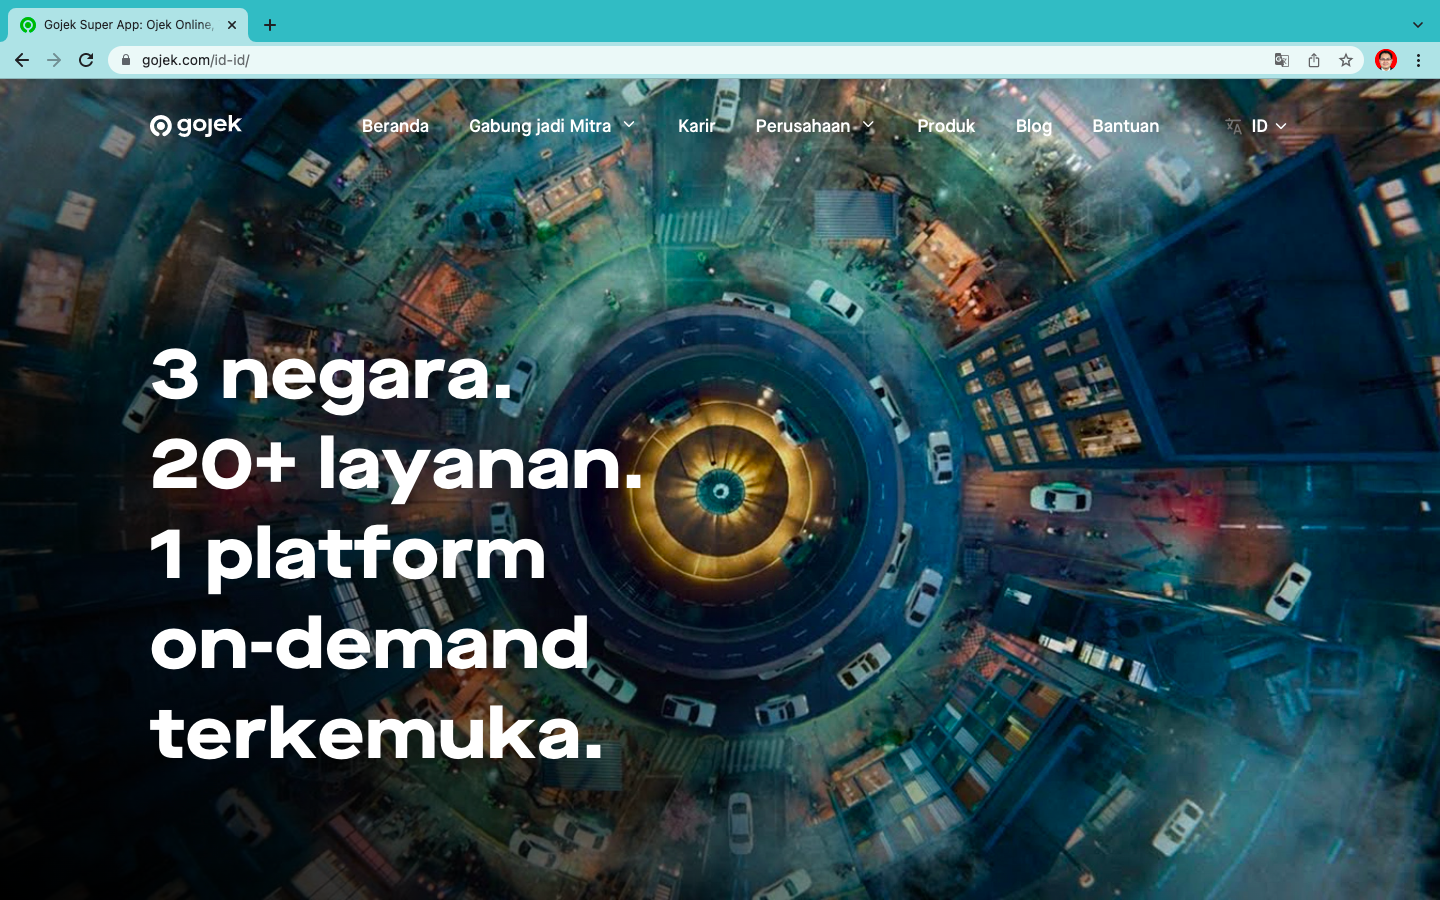 Gojek Super App: Ojek Online,
gojek.com/id-id/
gojek Beranda Gabung jadi Mitra Karir Perusahaan Produk Blog Bantuan ID
3 negara.
20+ layanan.
1 platform
on-demand
terkemuka.